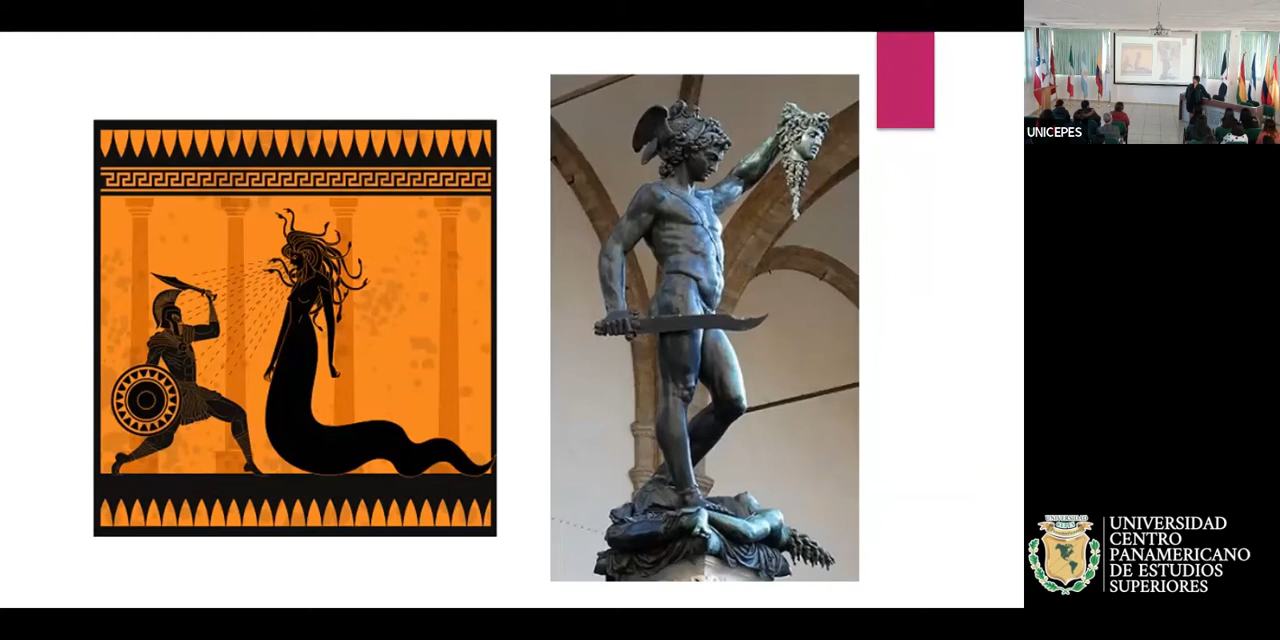 UNICEPES
UNIVERSIDAD
CENTRO
PANAMERICANO
DE ESTUDIOS
SUPERIORES